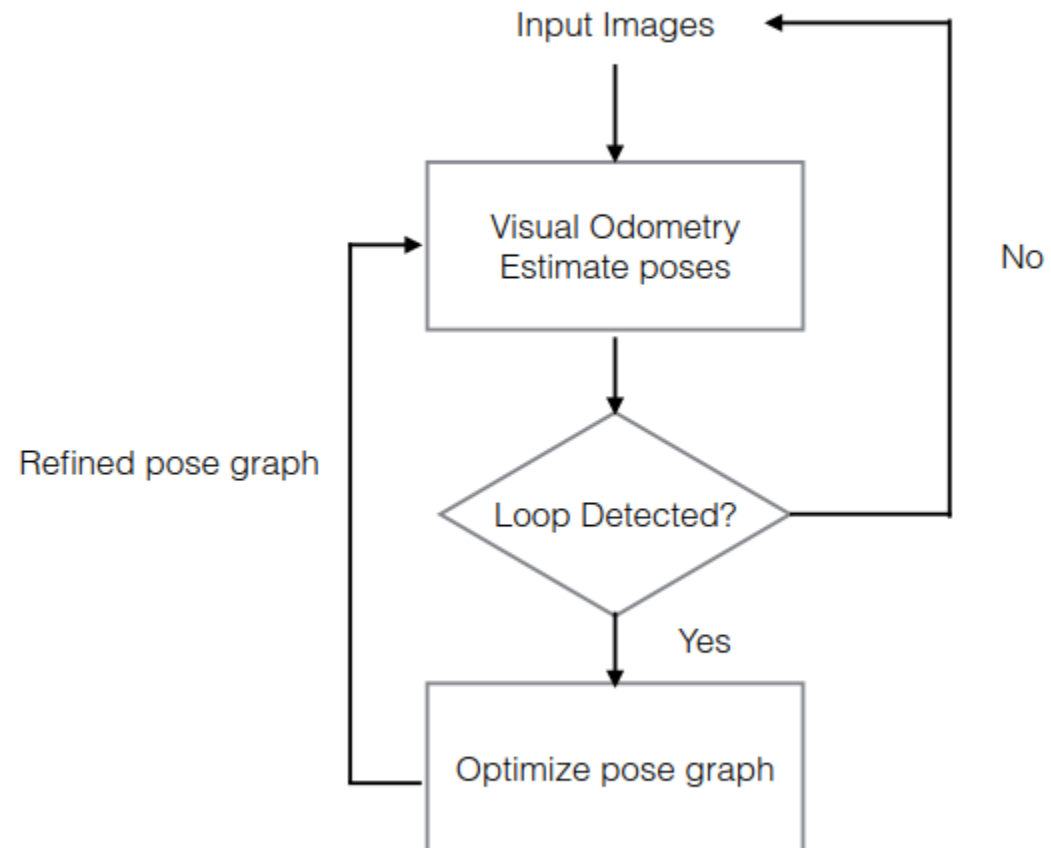 Input Images
Visual Odometry
Estimate poses
No
Refined pose graph
Loop Detected?
Yes
Optimize pose graph